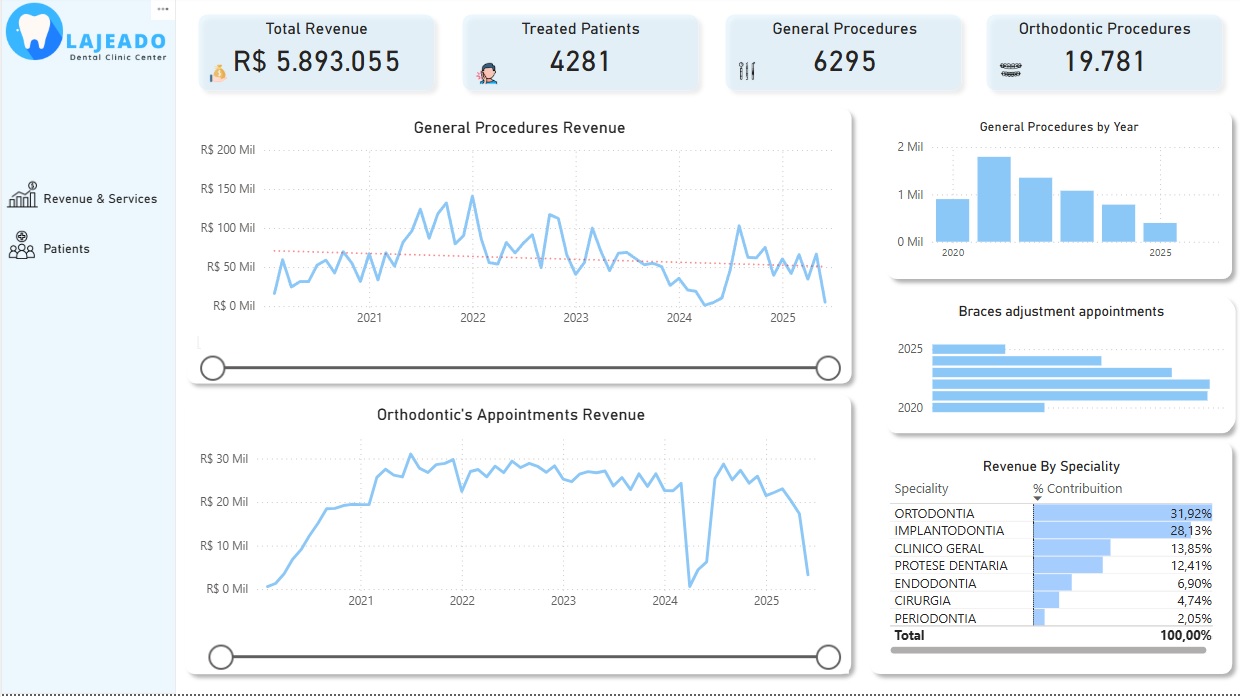 LAJEADO
Dental Clinic Center
Revenue & Services
Patients
Total Revenue
R$ 5.893.055
Treated Patients
4281
General Procedures
6295
Orthodontic Procedures
19.781
General Procedures Revenue
R$ 200 Mil
R$ 150 Mil
R$ 100 Mil
R$ 50 Mil
R$ 0 Mil
2021 2022 2023 2024 2025
Orthodontic's Appointments Revenue
R$ 30 Mil
R$ 20 Mil
R$ 10 Mil
R$ 0 Mil
2021 2022 2023 2024 2025
General Procedures by Year
2 Mil
1 Mil
0 Mil
2020 2025
Braces adjustment appointments
2025
2020
Revenue By Speciality
Speciality % Contribuition
ORTODONTIA 31,92%
IMPLANTODONTIA 28,13%
CLINICO GERAL 13,85%
PROTESE DENTARIA 12,41%
ENDODONTIA 6,90%
CIRURGIA 4,74%
PERIODONTIA 2,05%
Total 100,00%